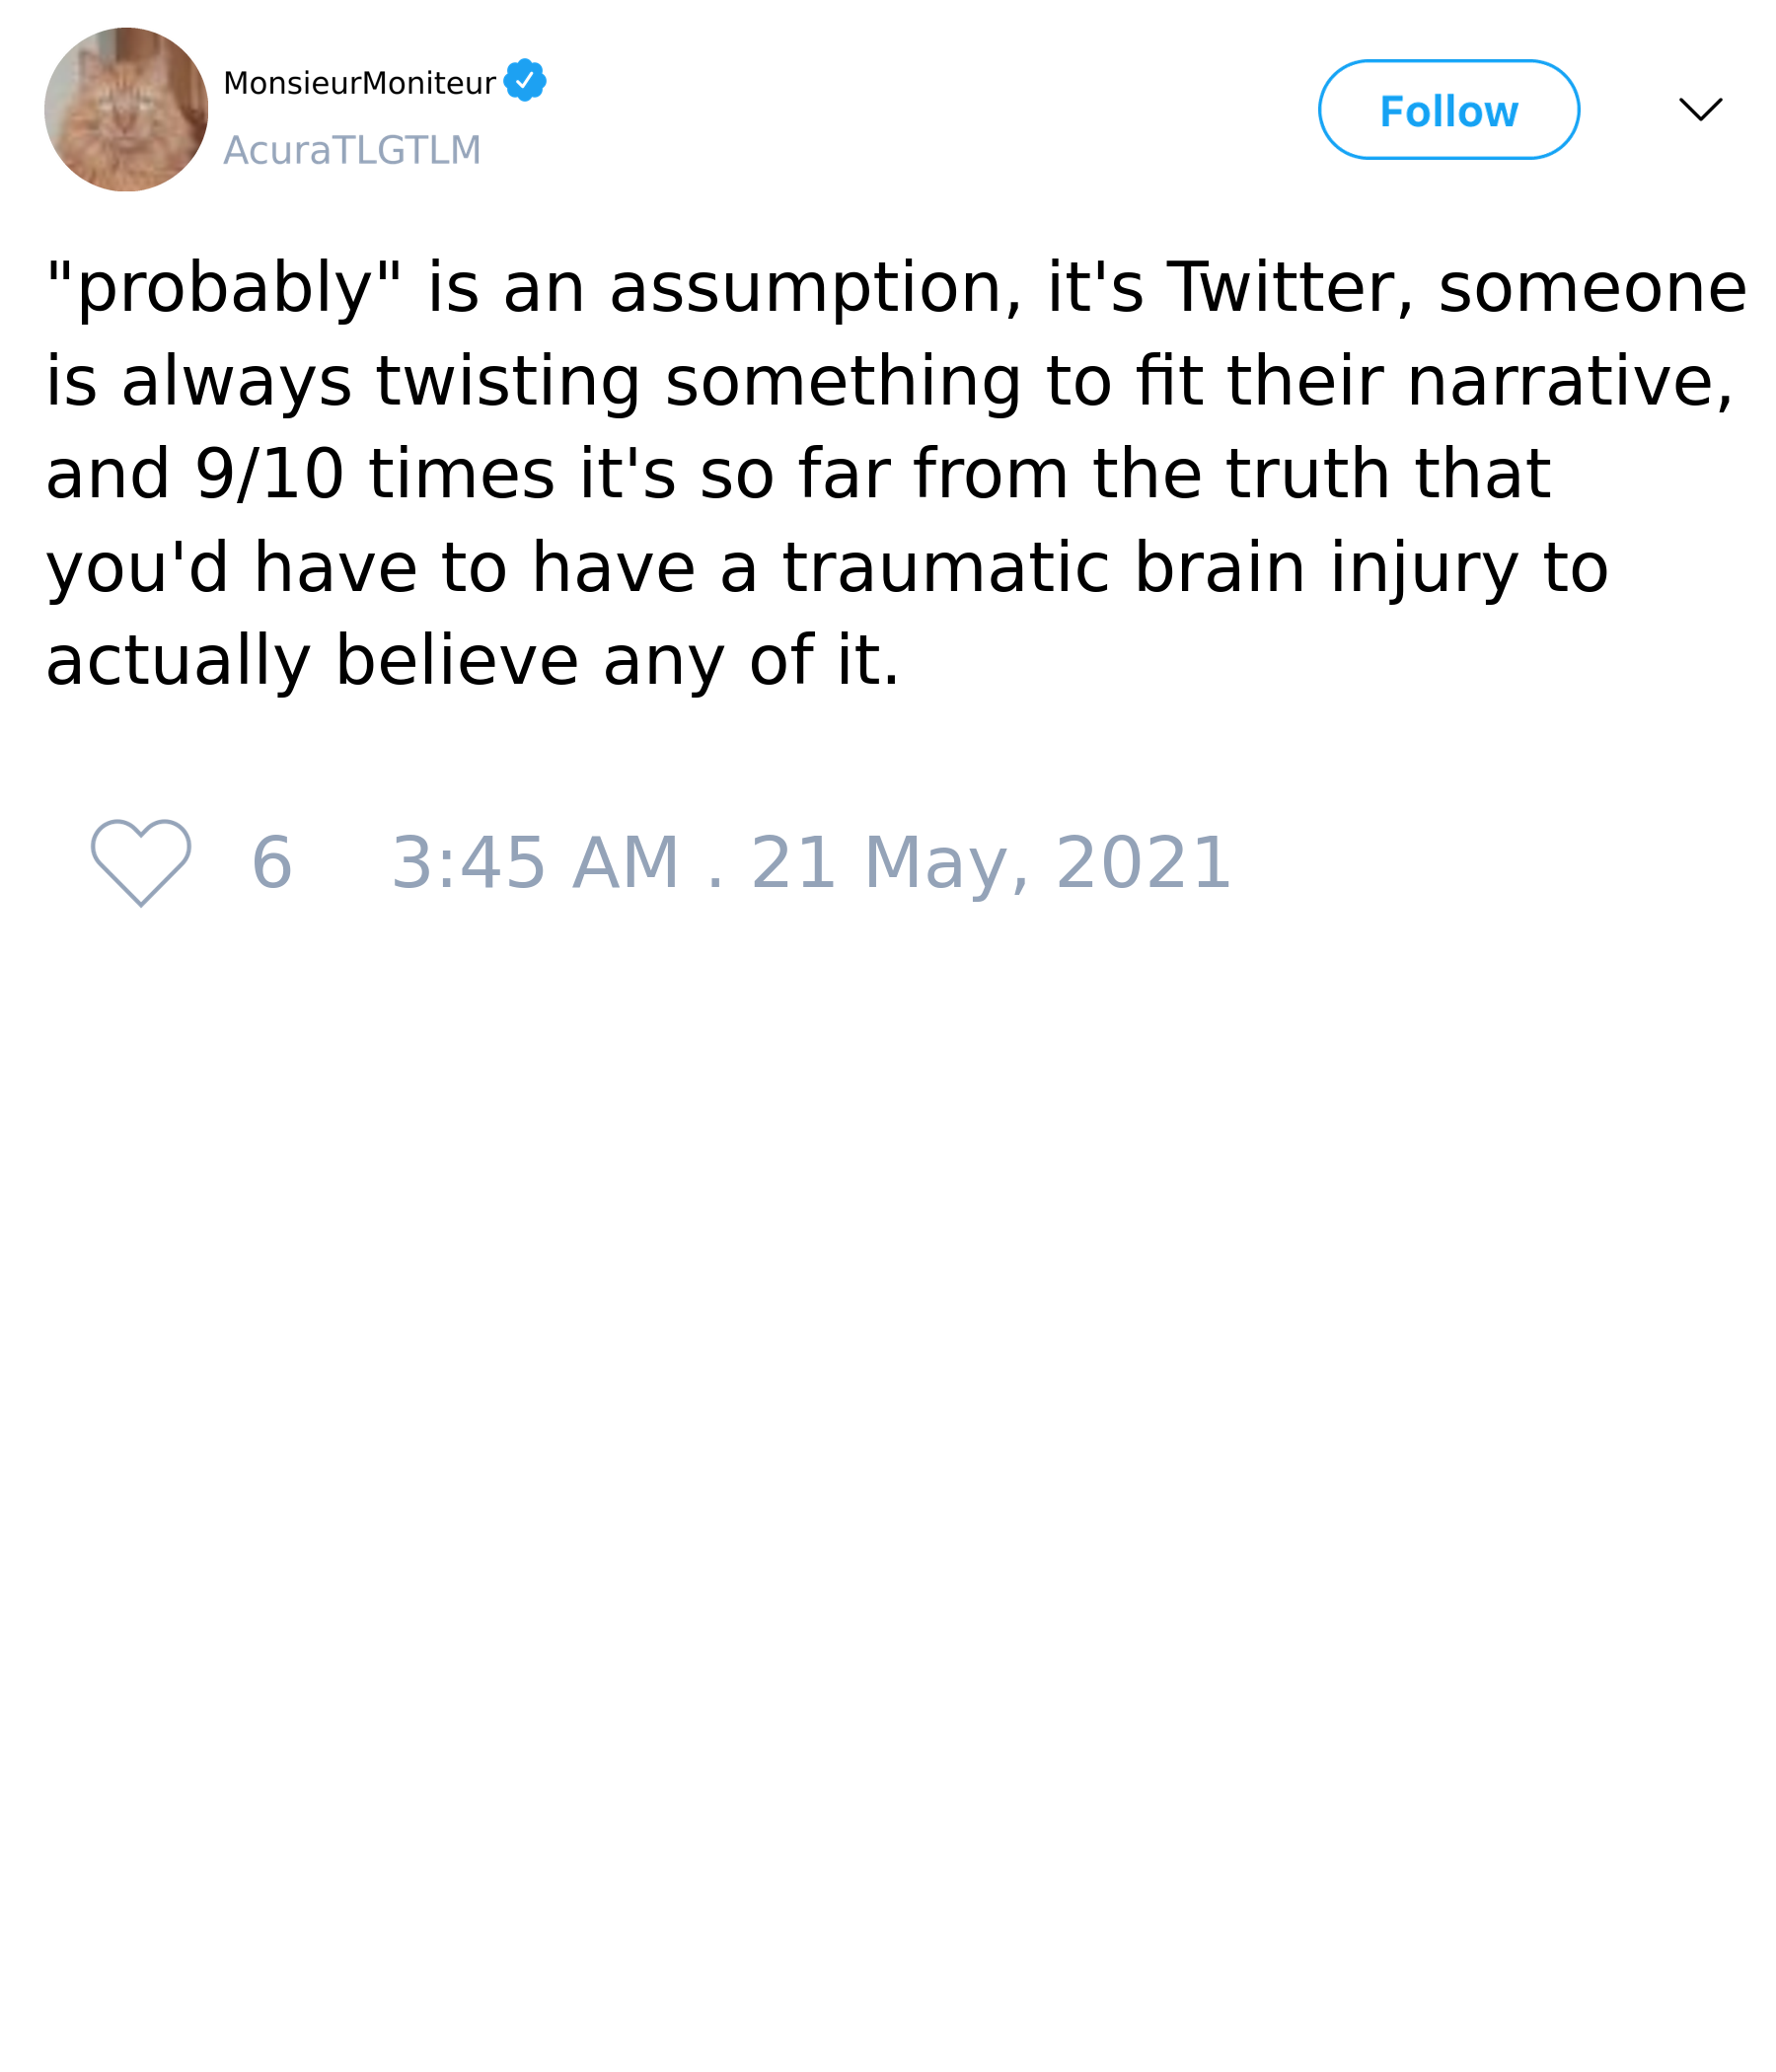 MonsieurMoniteur
AcuraTLGTLM
Follow
"probably" is an assumption, it's Twitter, someone
is always twisting something to fit their narrative,
and 9/10 times it's so far from the truth that
you'd have to have a traumatic brain injury to
actually believe any of it.
6 3:45 AM . 21 May, 2021